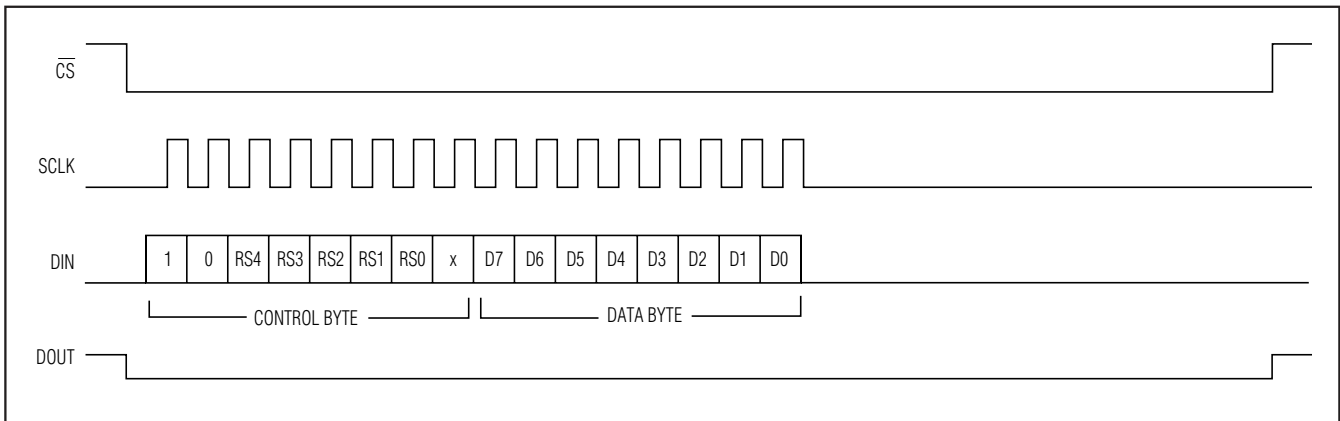 C̅S̅
SCLK
DIN 1 0 RS4 RS3 RS2 RS1 RS0 x D7 D6 D5 D4 D3 D2 D1 D0
CONTROL BYTE DATA BYTE
DOUT